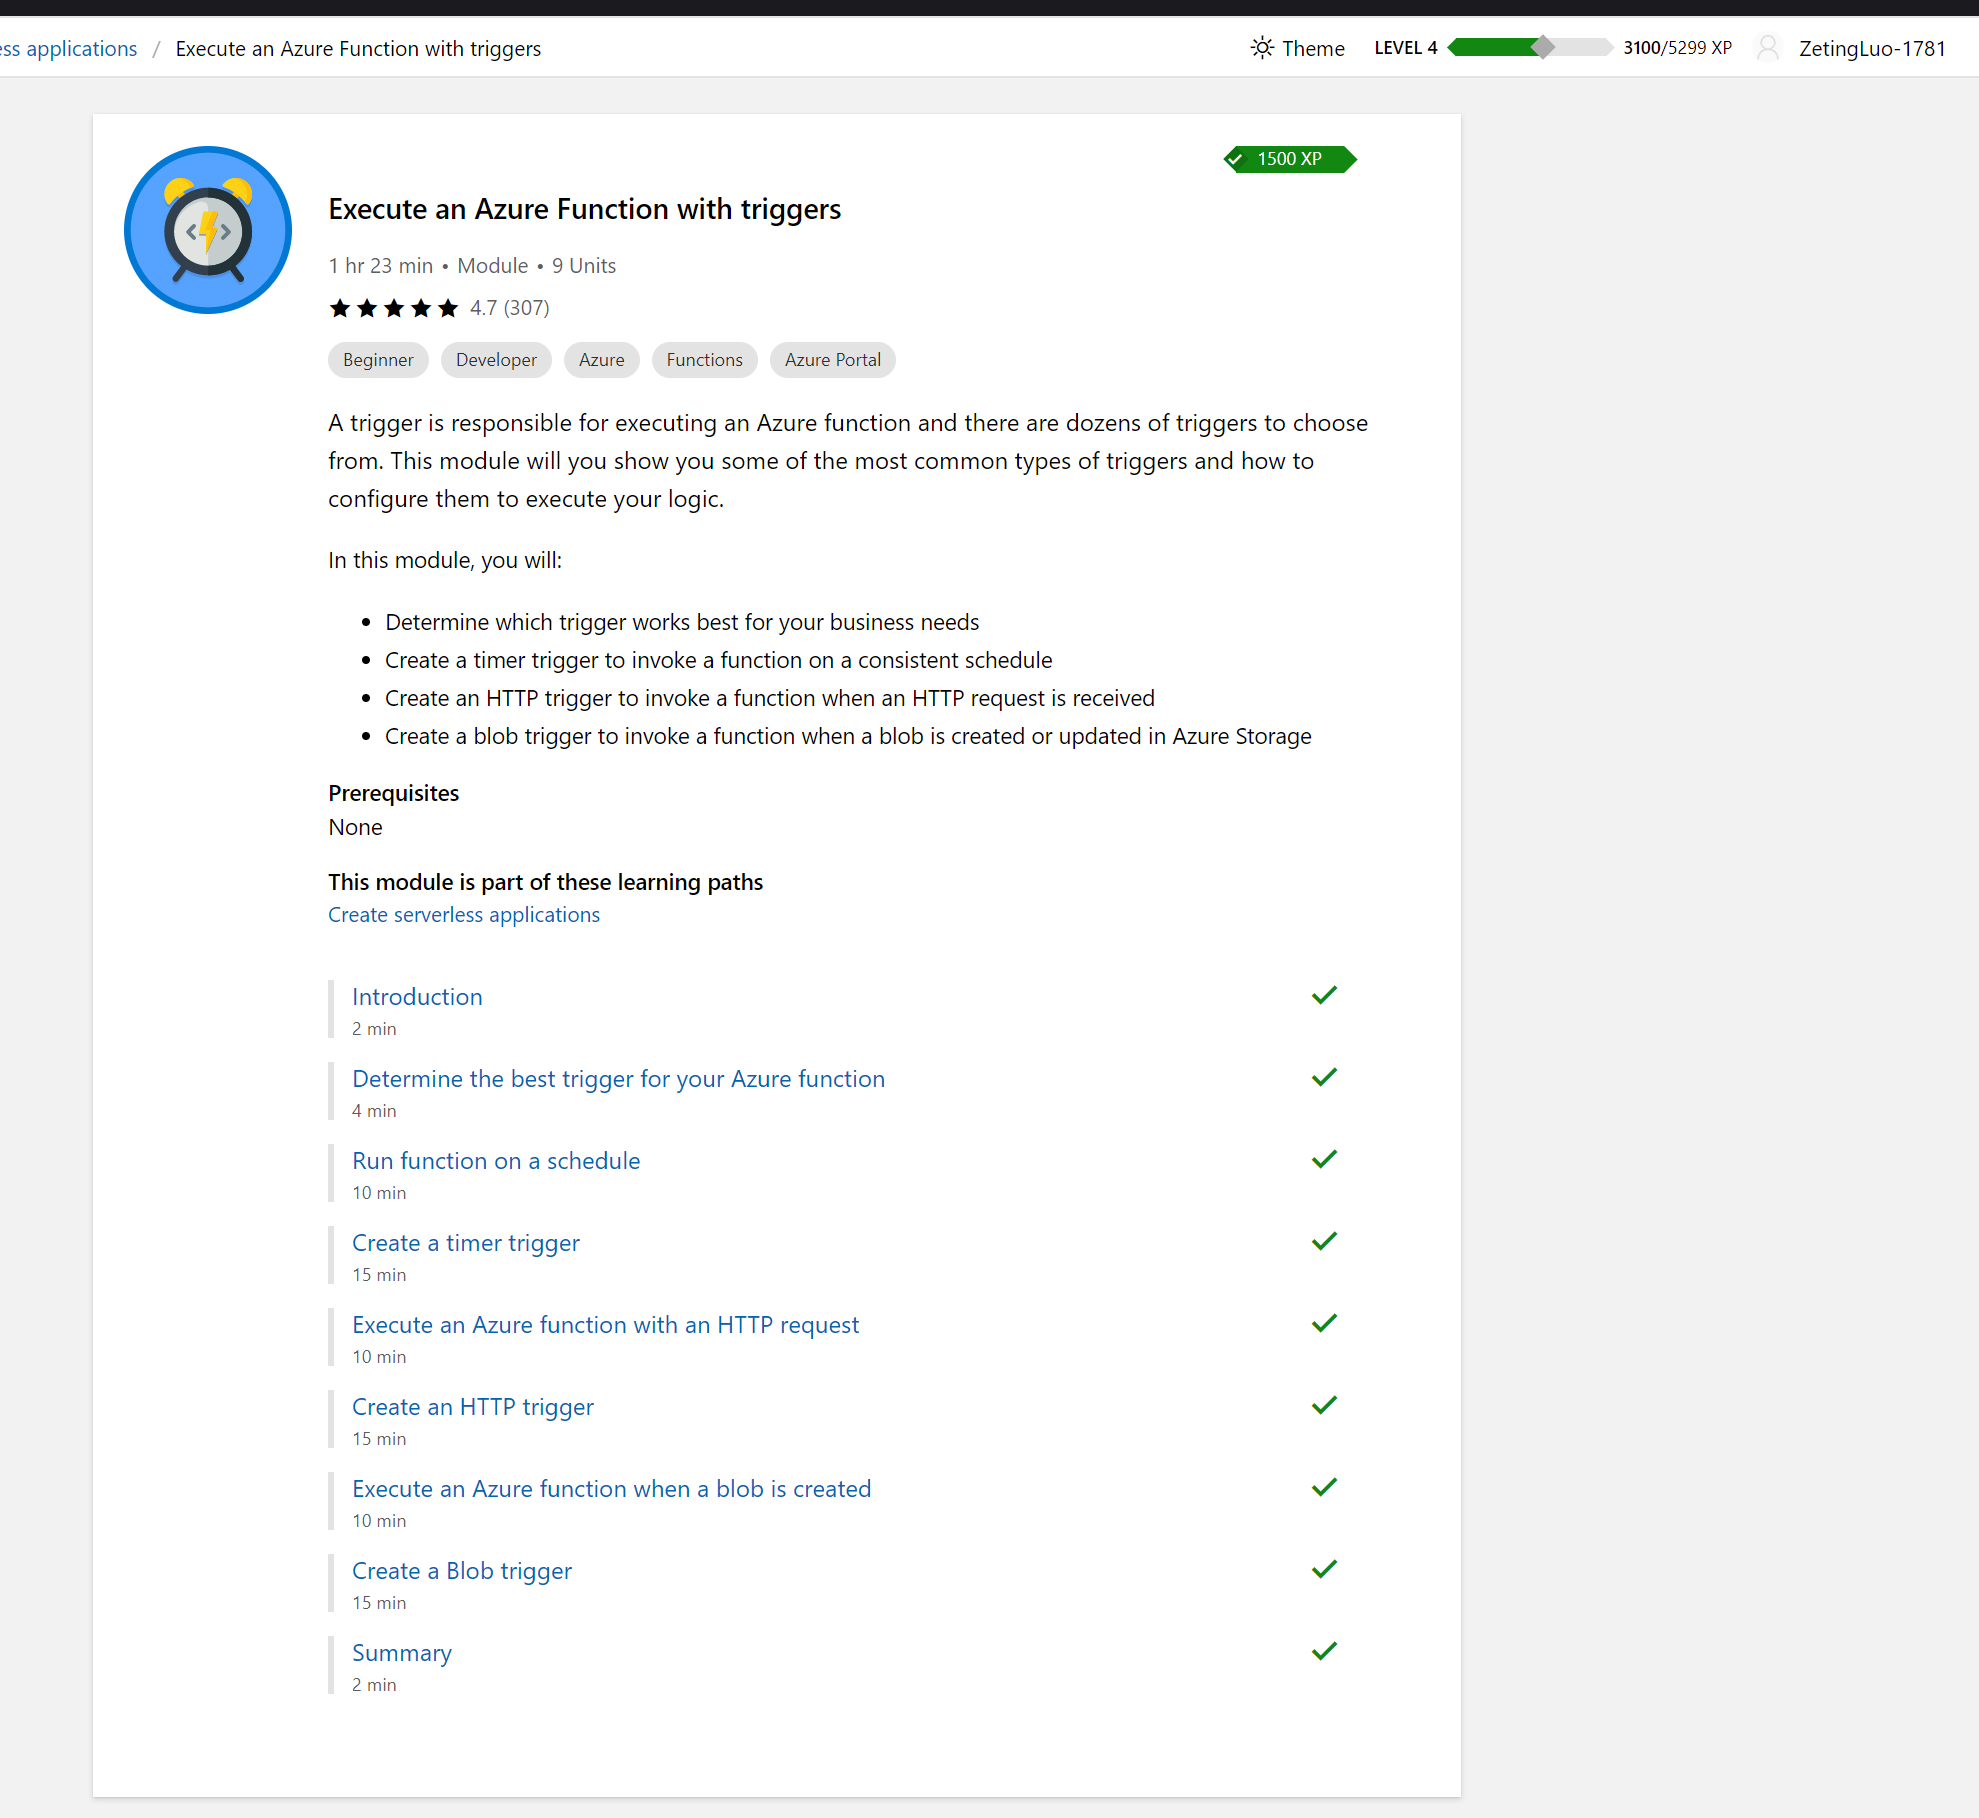 ess applications / Execute an Azure Function with triggers
Theme LEVEL 4 3100/5299 XP ZetingLuo-1781
1500 XP
Execute an Azure Function with triggers
1 hr 23 min • Module • 9 Units
4.7 (307)
Beginner Developer Azure Functions Azure Portal
A trigger is responsible for executing an Azure function and there are dozens of triggers to choose
from. This module will you show you some of the most common types of triggers and how to
configure them to execute your logic.
In this module, you will:
• Determine which trigger works best for your business needs
• Create a timer trigger to invoke a function on a consistent schedule
• Create an HTTP trigger to invoke a function when an HTTP request is received
• Create a blob trigger to invoke a function when a blob is created or updated in Azure Storage
Prerequisites
None
This module is part of these learning paths
Create serverless applications
Introduction
2 min
Determine the best trigger for your Azure function
4 min
Run function on a schedule
10 min
Create a timer trigger
15 min
Execute an Azure function with an HTTP request
10 min
Create an HTTP trigger
15 min
Execute an Azure function when a blob is created
10 min
Create a Blob trigger
15 min
Summary
2 min